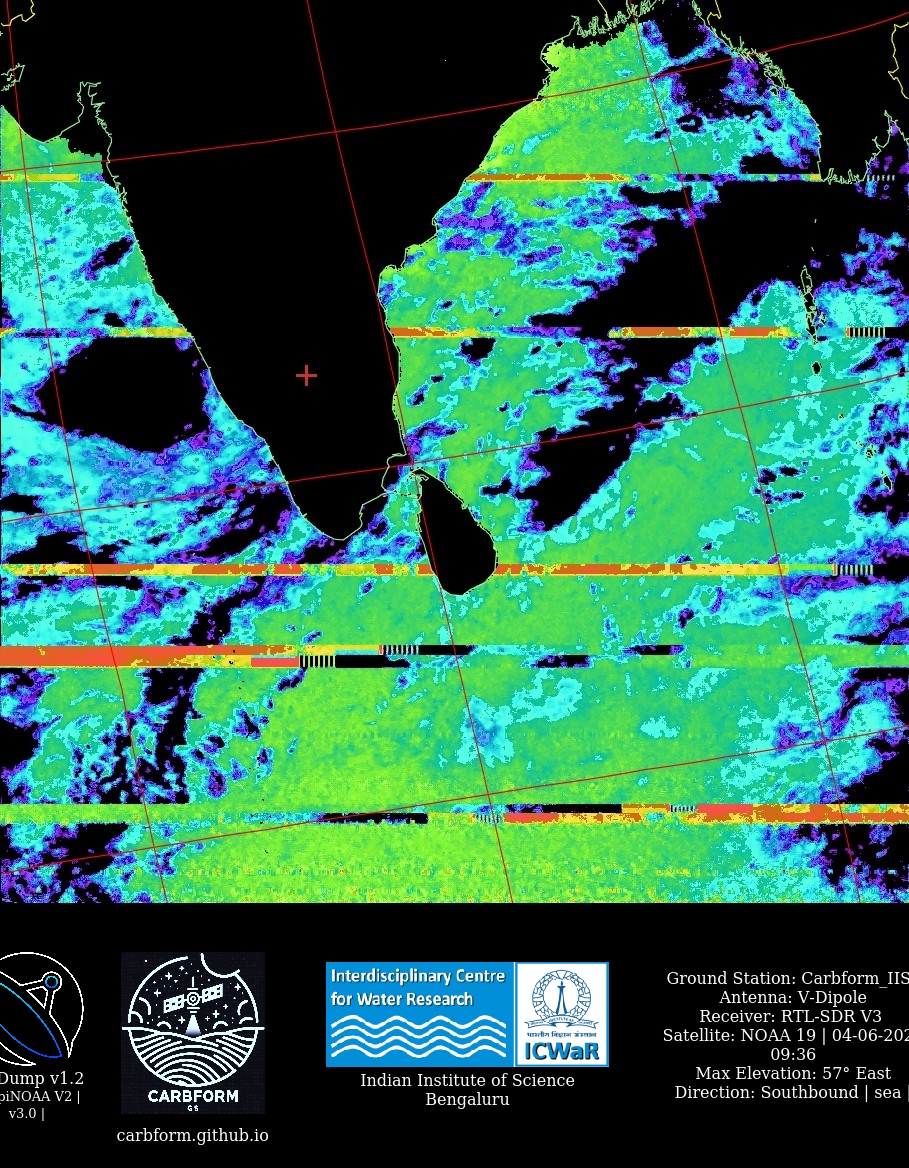 Dump v1.2
piNOAA V2 |
v3.0 |
CARBFORM
GS
carbform.github.io
Interdisciplinary Centre
for Water Research
भारतीय विज्ञान संस्थान
ICWaR
Indian Institute of Science
Bengaluru
Ground Station: Carbform_IIS
Antenna: V-Dipole
Receiver: RTL-SDR V3
Satellite: NOAA 19 | 04-06-202
09:36
Max Elevation: 57° East
Direction: Southbound | sea |